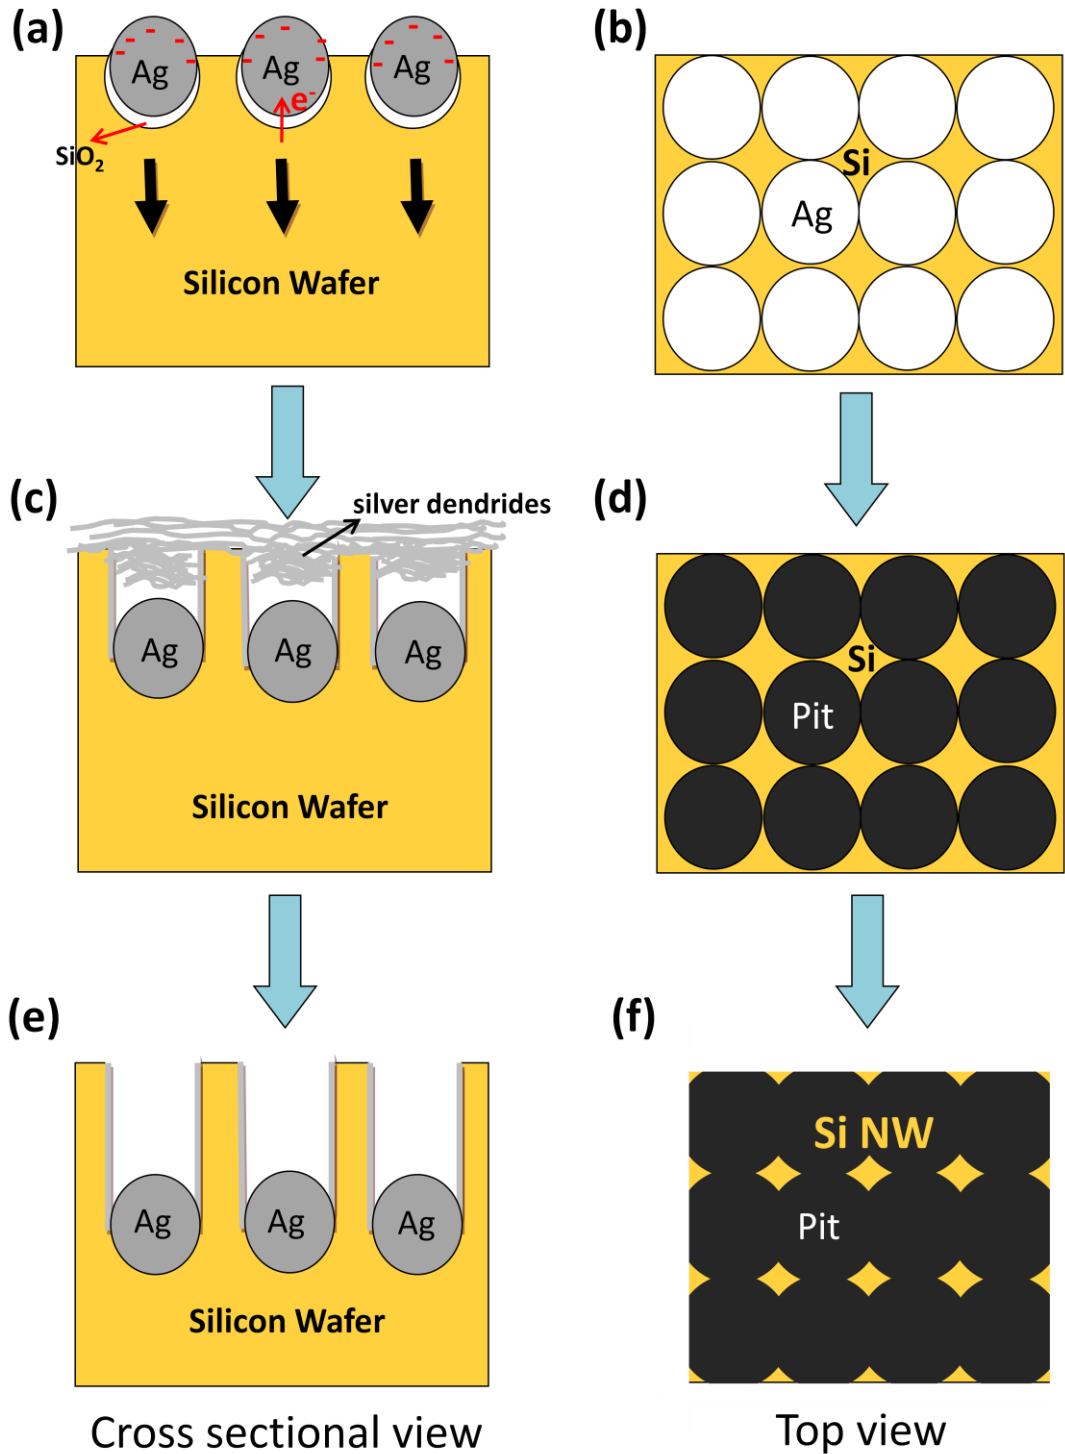 (a)
Ag
Ag
Ag
e-
SiO2
Silicon Wafer
(b)
Si
Ag
(c)
silver dendrides
Ag
Ag
Ag
Silicon Wafer
(d)
Si
Pit
(e)
Ag
Ag
Ag
Silicon Wafer
Cross sectional view
(f)
Si NW
Pit
Top view